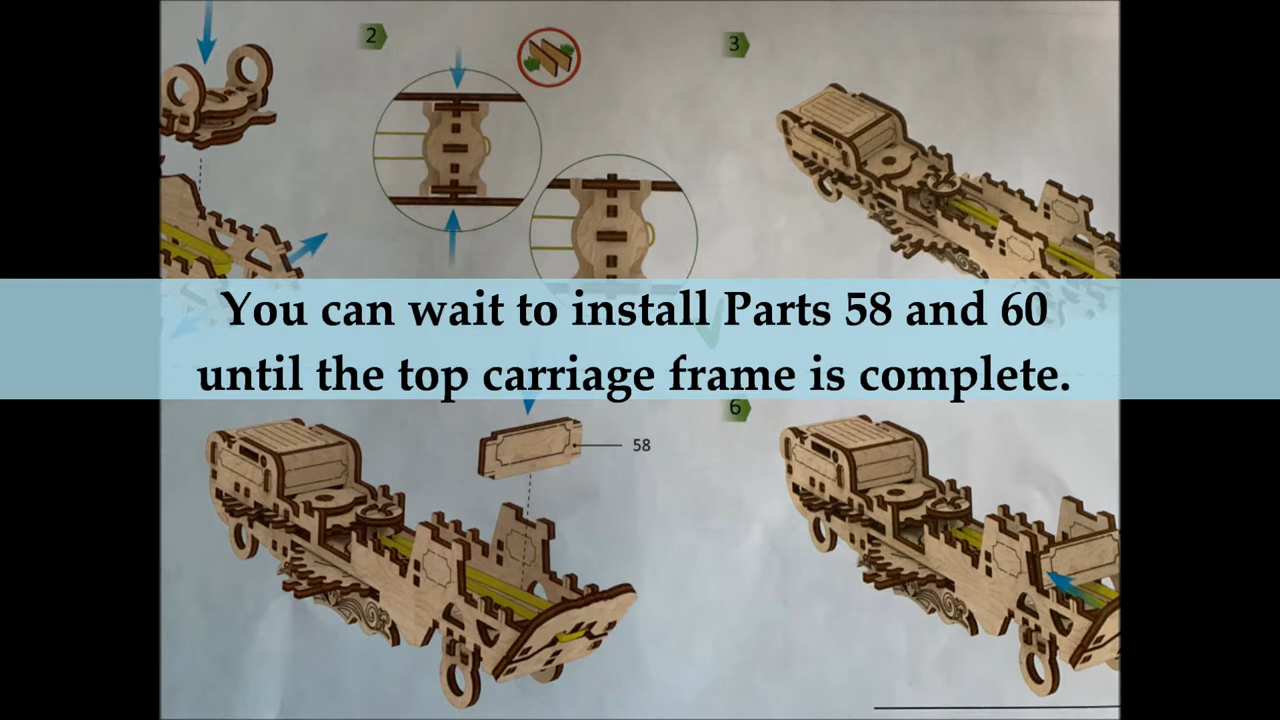 2
3
You can wait to install Parts 58 and 60
until the top carriage frame is complete.
6
58